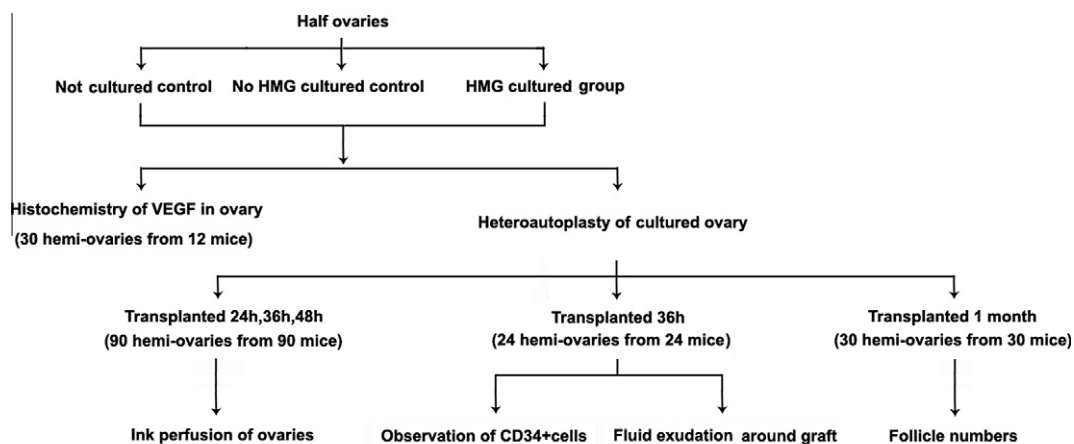 Half ovaries
Not cultured control
No HMG cultured control
HMG cultured group
Histochemistry of VEGF in ovary
(30 hemi-ovaries from 12 mice)
Heteroautoplasty of cultured ovary
Transplanted 24h,36h,48h
(90 hemi-ovaries from 90 mice)
Transplanted 36h
(24 hemi-ovaries from 24 mice)
Transplanted 1 month
(30 hemi-ovaries from 30 mice)
Ink perfusion of ovaries
Observation of CD34+cells
Fluid exudation around graft
Follicle numbers